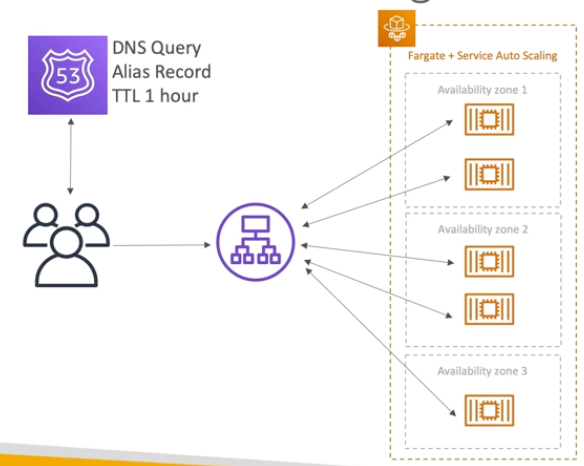 53
DNS Query
Alias Record
TTL 1 hour
Fargate + Service Auto Scaling
Availability zone 1
Availability zone 2
Availability zone 3